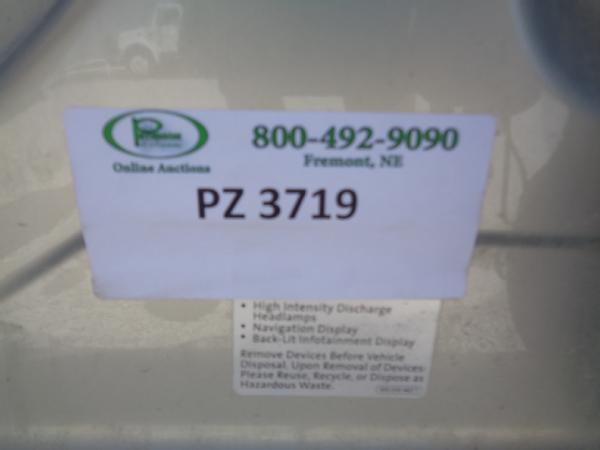 800-492-9090
Fremont, NE
Online Auctions
PZ 3719
• High Intensity Discharge
Headlamps
• Navigation Display
• Back-Lit Infotainment Display
Remove Devices Before Vehicle
Disposal. Upon Removal of Devices
Please Reuse, Recycle, or Dispose as
Hazardous Waste.